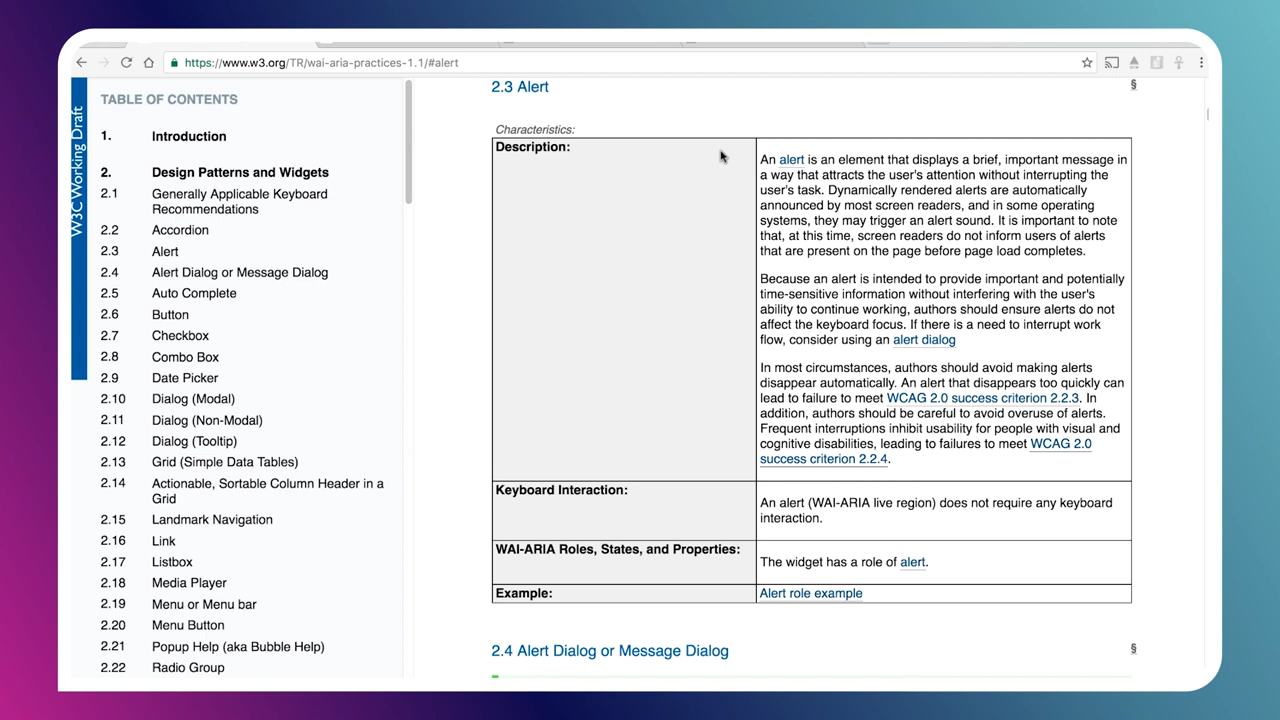 https://www.w3.org/TR/wai-aria-practices-1.1/#alert
W3C Working Draft
TABLE OF CONTENTS
1. Introduction
2. Design Patterns and Widgets
2.1 Generally Applicable Keyboard
Recommendations
2.2 Accordion
2.3 Alert
2.4 Alert Dialog or Message Dialog
2.5 Auto Complete
2.6 Button
2.7 Checkbox
2.8 Combo Box
2.9 Date Picker
2.10 Dialog (Modal)
2.11 Dialog (Non-Modal)
2.12 Dialog (Tooltip)
2.13 Grid (Simple Data Tables)
2.14 Actionable, Sortable Column Header in a
Grid
2.15 Landmark Navigation
2.16 Link
2.17 Listbox
2.18 Media Player
2.19 Menu or Menu bar
2.20 Menu Button
2.21 Popup Help (aka Bubble Help)
2.22 Radio Group
2.3 Alert §
Characteristics:
Description:
An alert is an element that displays a brief, important message in
a way that attracts the user's attention without interrupting the
user's task. Dynamically rendered alerts are automatically
announced by most screen readers, and in some operating
systems, they may trigger an alert sound. It is important to note
that, at this time, screen readers do not inform users of alerts
that are present on the page before page load completes.
Because an alert is intended to provide important and potentially
time-sensitive information without interfering with the user's
ability to continue working, authors should ensure alerts do not
affect the keyboard focus. If there is a need to interrupt work
flow, consider using an alert dialog
In most circumstances, authors should avoid making alerts
disappear automatically. An alert that disappears too quickly can
lead to failure to meet WCAG 2.0 success criterion 2.2.3. In
addition, authors should be careful to avoid overuse of alerts.
Frequent interruptions inhibit usability for people with visual and
cognitive disabilities, leading to failures to meet WCAG 2.0
success criterion 2.2.4.
Keyboard Interaction:
An alert (WAI-ARIA live region) does not require any keyboard
interaction.
WAI-ARIA Roles, States, and Properties:
The widget has a role of alert.
Example:
Alert role example
2.4 Alert Dialog or Message Dialog §